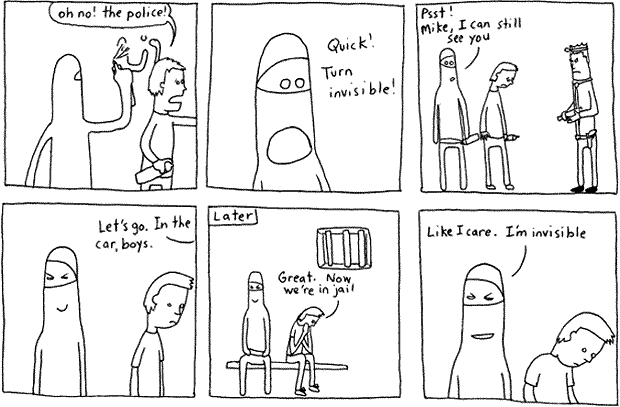 oh no! the police!
Quick!
Turn
invisible!
Psst!
Mike, I can still
see you
Let's go. In the
car, boys.
Later
Great. Now
we're in jail
Like I care. I'm invisible